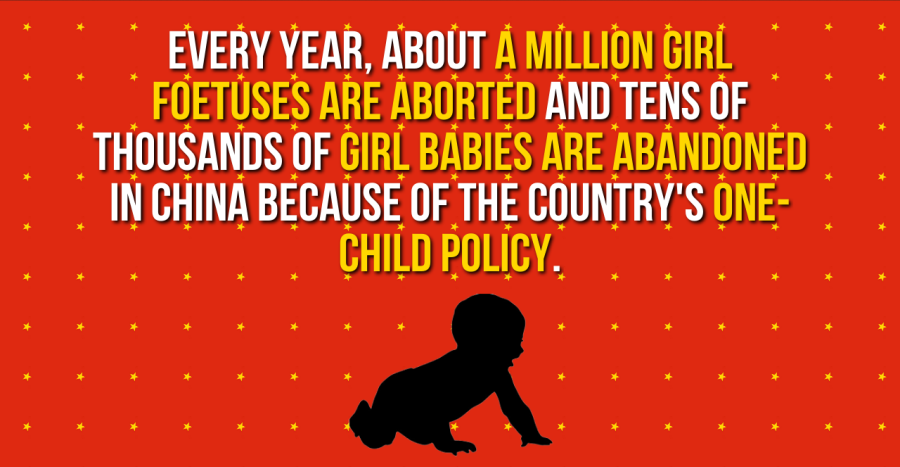 EVERY YEAR, ABOUT A MILLION GIRL
FOETUSES ARE ABORTED AND TENS OF
THOUSANDS OF GIRL BABIES ARE ABANDONED
IN CHINA BECAUSE OF THE COUNTRY'S ONE-
CHILD POLICY.